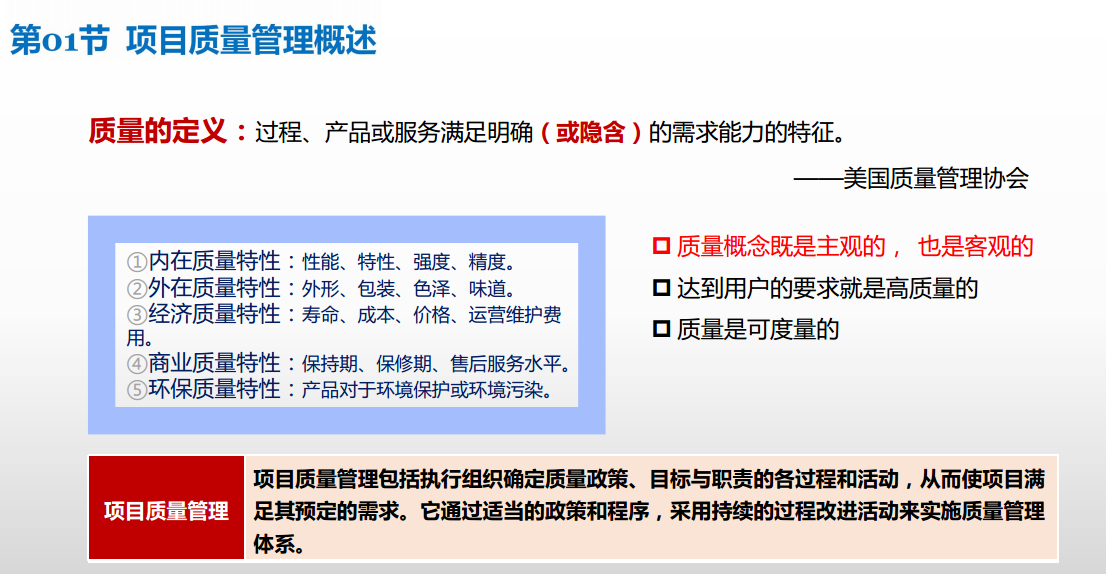 第01节 项目质量管理概述
质量的定义：过程、产品或服务满足明确（或隐含）的需求能力的特征。
——美国质量管理协会
①内在质量特性：性能、特性、强度、精度。
②外在质量特性：外形、包装、色泽、味道。
③经济质量特性：寿命、成本、价格、运营维护费
用。
④商业质量特性：保持期、保修期、售后服务水平。
⑤环保质量特性：产品对于环境保护或环境污染。
质量概念既是主观的， 也是客观的
达到用户的要求就是高质量的
质量是可度量的
项目质量管理
项目质量管理包括执行组织确定质量政策、目标与职责的各过程和活动，从而使项目满
足其预定的需求。它通过适当的政策和程序，采用持续的过程改进活动来实施质量管理
体系。